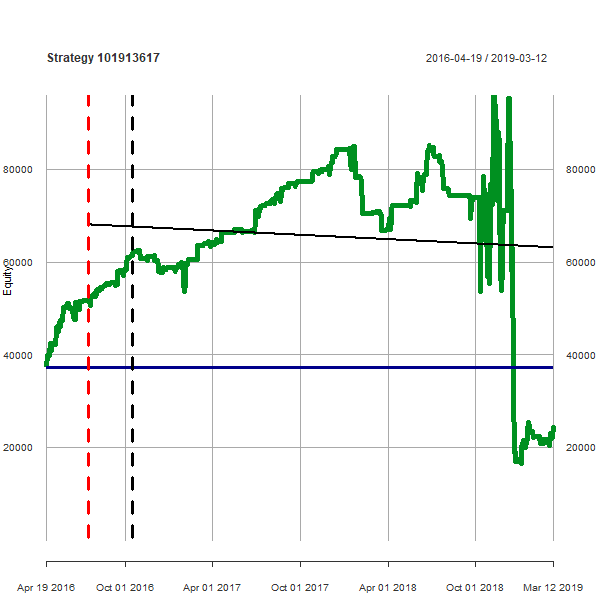 Strategy 101913617
2016-04-19 / 2019-03-12
80000
80000
60000
60000
Equity
40000
40000
20000
20000
Apr 19 2016
Oct 01 2016
Apr 01 2017
Oct 01 2017
Apr 01 2018
Oct 01 2018
Mar 12 2019